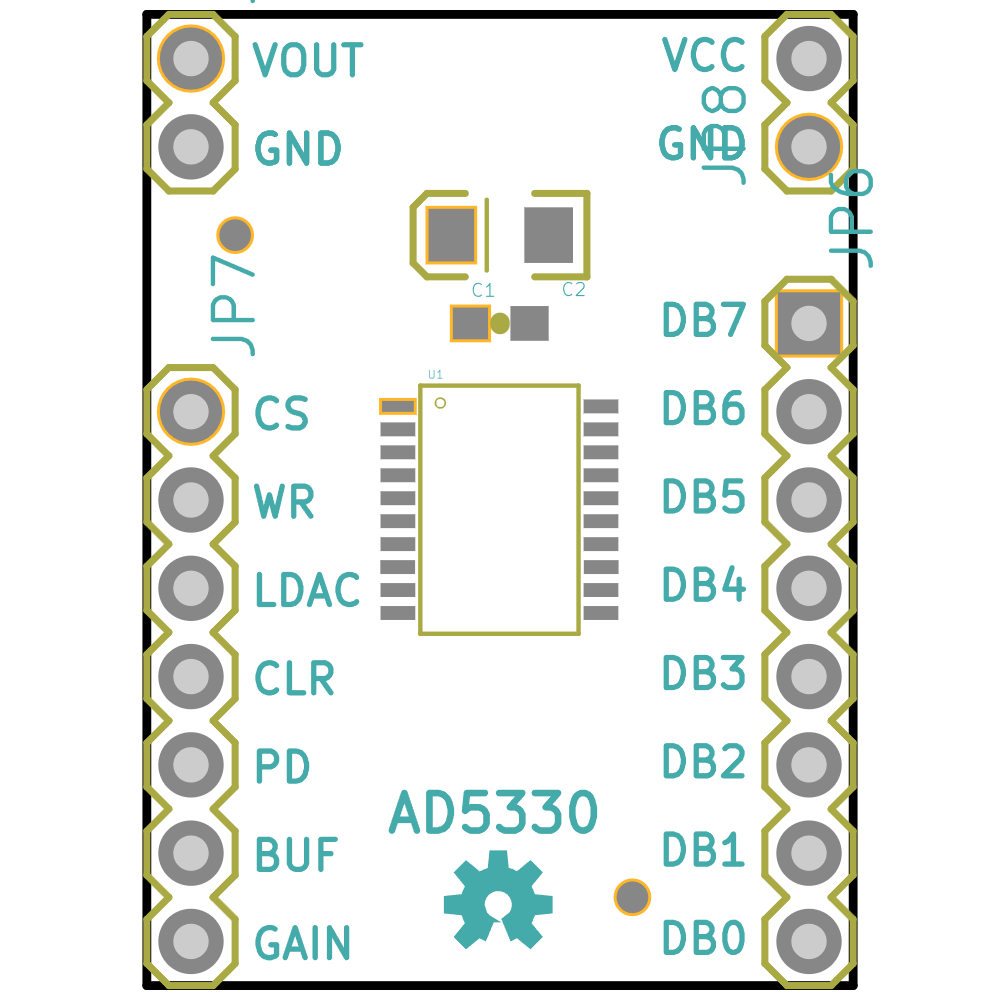 VOUT
VCC
GND
GND
JP8
JP6
JP7
C1
C2
DB7
U1
CS
DB6
WR
DB5
LDAC
DB4
CLR
DB3
PD
DB2
AD5330
BUF
DB1
GAIN
DB0